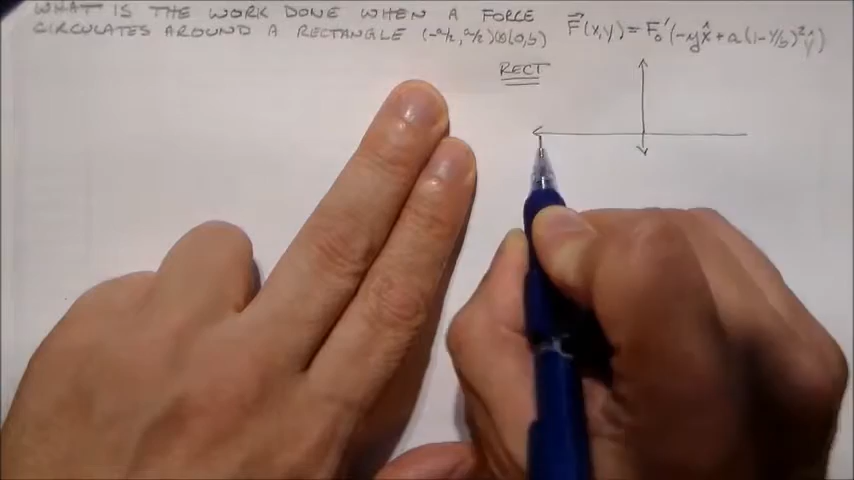 WHAT IS THE WORK DONE WHEN A FORCE
CIRCULATES AROUND A RECTANGLE (-a/2, a/2)⊗(0,b)
F⃗(x,y) = F₀'(-yx̂ + a(1-y/b)²ŷ)
RECT